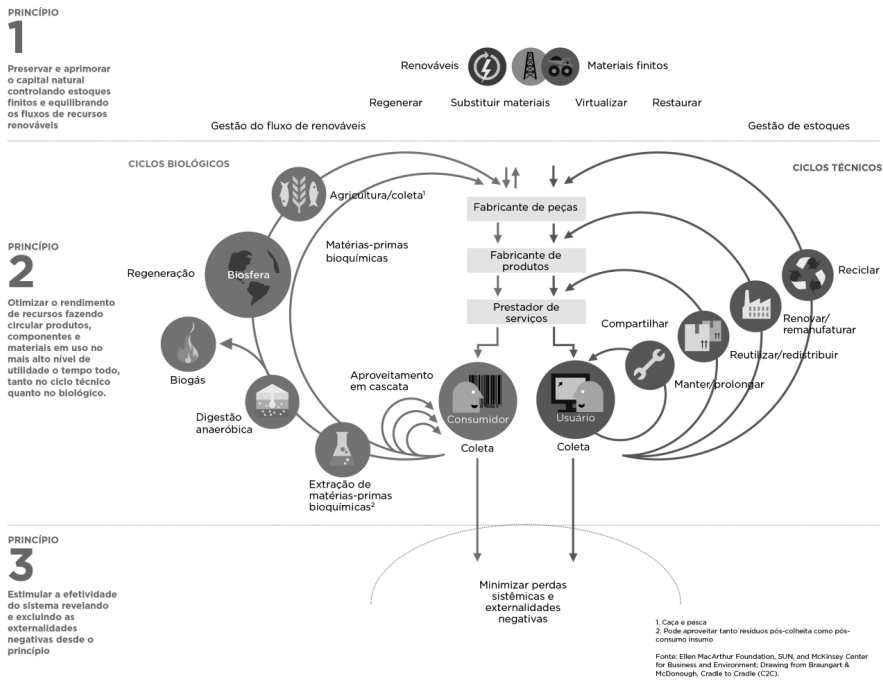 PRINCÍPIO
1
Preservar e aprimorar
o capital natural
controlando estoques
finitos e equilibrando
os fluxos de recursos
renováveis
Renováveis
Materiais finitos
Regenerar
Substituir materiais
Virtualizar
Restaurar
Gestão do fluxo de renováveis
Gestão de estoques
PRINCÍPIO
2
Otimizar o rendimento
de recursos fazendo
circular produtos,
componentes e
materiais em uso no
mais alto nível de
utilidade o tempo todo,
tanto no ciclo técnico
quanto no biológico.
CICLOS BIOLÓGICOS
CICLOS TÉCNICOS
Agricultura/coleta¹
Matérias-primas
bioquímicas
Regeneração
Biosfera
Biogás
Digestão
anaeróbica
Extração de
matérias-primas
bioquímicas²
Aproveitamento
em cascata
Fabricante de peças
Fabricante de
produtos
Prestador de
serviços
Consumidor
Coleta
Usuário
Coleta
Compartilhar
Manter/prolongar
Reutilizar/redistribuir
Renovar/
remanufaturar
Reciclar
PRINCÍPIO
3
Estimular a efetividade
do sistema revelando
e excluindo as
externalidades
negativas desde o
princípio
Minimizar perdas
sistêmicas e
externalidades
negativas
1. Caça e pesca
2. Pode aproveitar tanto resíduos pós-colheita como pós-
consumo insumo
Fonte: Ellen MacArthur Foundation, SUN, and McKinsey Center
for Business and Environment; Drawing from Braungart &
McDonough, Cradle to Cradle (C2C).